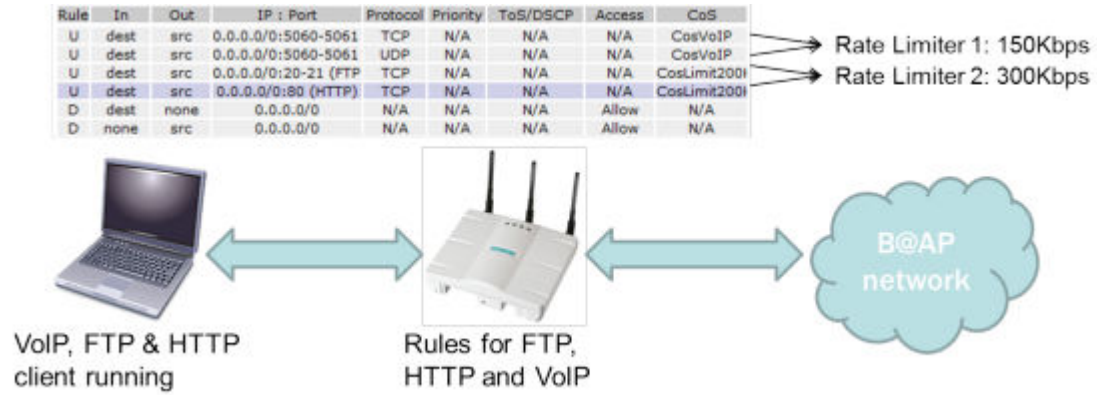 Rule In Out IP : Port Protocol Priority ToS/DSCP Access CoS
U dest src 0.0.0.0/0:5060-5061 TCP N/A N/A N/A CosVoIP
U dest src 0.0.0.0/0:5060-5061 UDP N/A N/A N/A CosVoIP
U dest src 0.0.0.0/0:20-21 (FTP TCP N/A N/A N/A CosLimit200
U dest src 0.0.0.0/0:80 (HTTP) TCP N/A N/A N/A CosLimit200
D dest none 0.0.0.0/0 N/A N/A N/A Allow N/A
D none src 0.0.0.0/0 N/A N/A N/A Allow N/A
Rate Limiter 1: 150Kbps
Rate Limiter 2: 300Kbps
B@AP
network
VoIP, FTP & HTTP
client running
Rules for FTP,
HTTP and VoIP